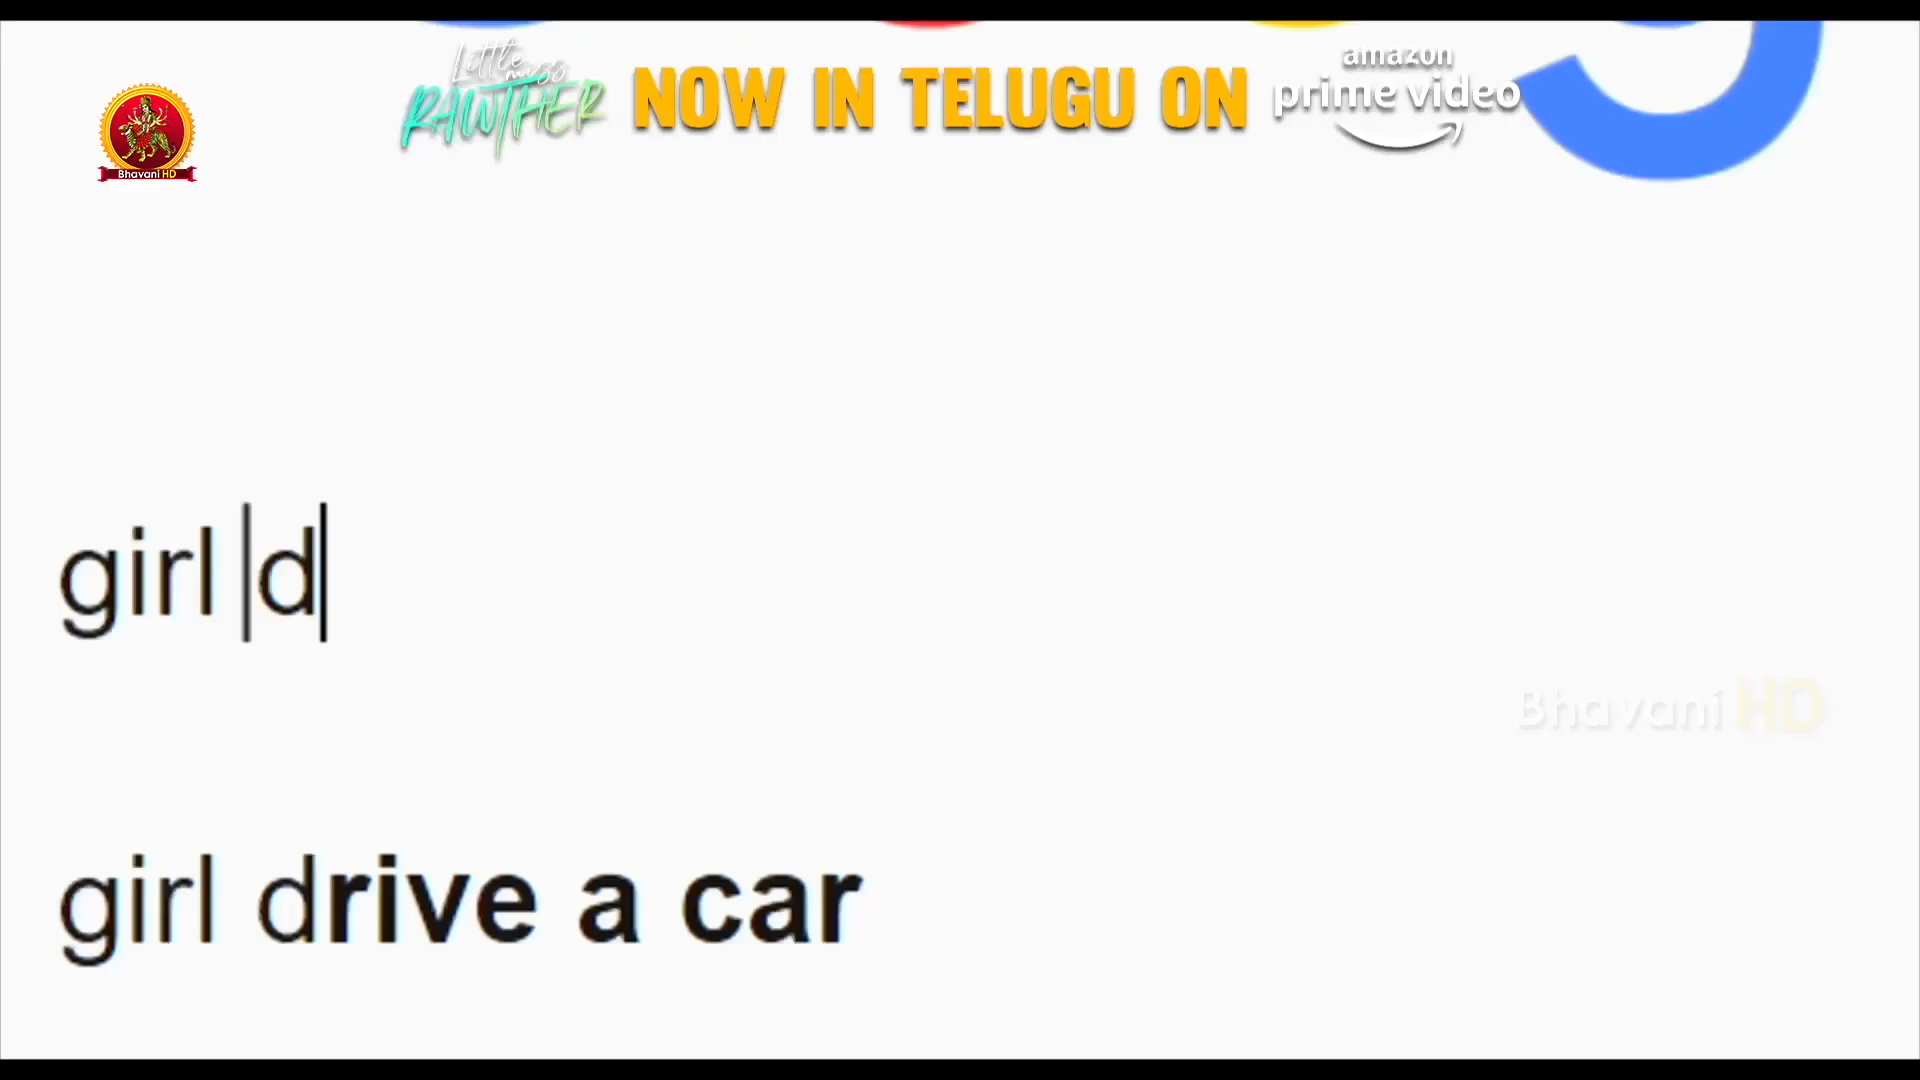 Little miss
RAWTHER
NOW IN TELUGU ON
amazon
prime video
Bhavani HD
girl d
Bhavani HD
girl drive a car